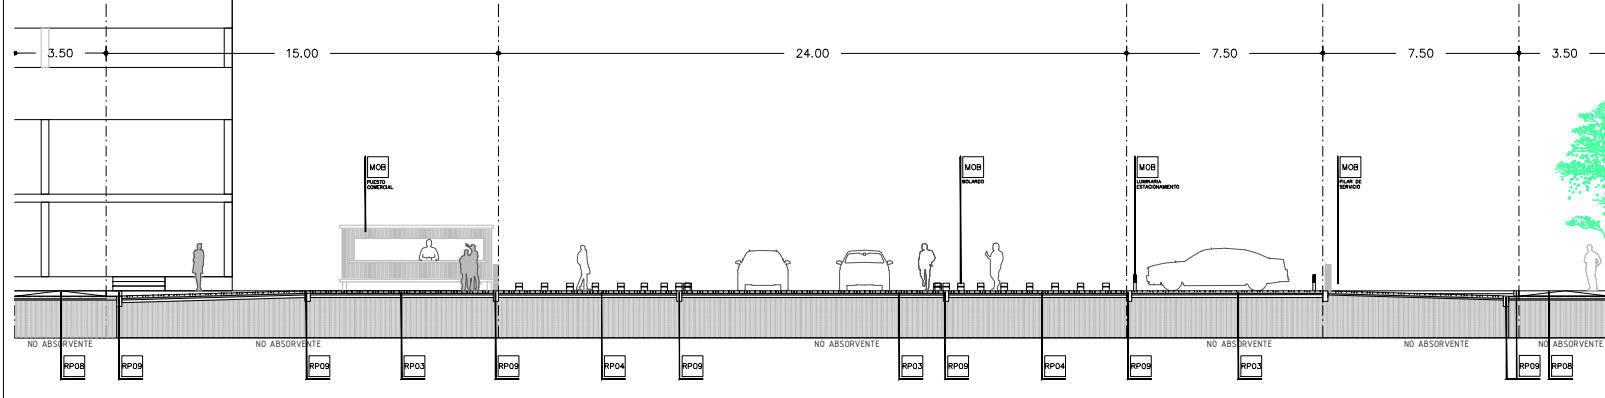 3.50 15.00 24.00 7.50 7.50 3.50
MOB MOB MOB MOB
PUESTO
COMERCIAL
BOLARDO
LUMINARIA
ESTACIONAMIENTO
PILAR DE
SERVICIO
NO ABSORVENTE NO ABSORVENTE NO ABSORVENTE NO ABSORVENTE NO ABSORVENTE NO ABSORVENTE
RP08 RP09 RP09 RP03 RP09 RP04 RP09 RP03 RP09 RP04 RP09 RP03 RP09 RP08